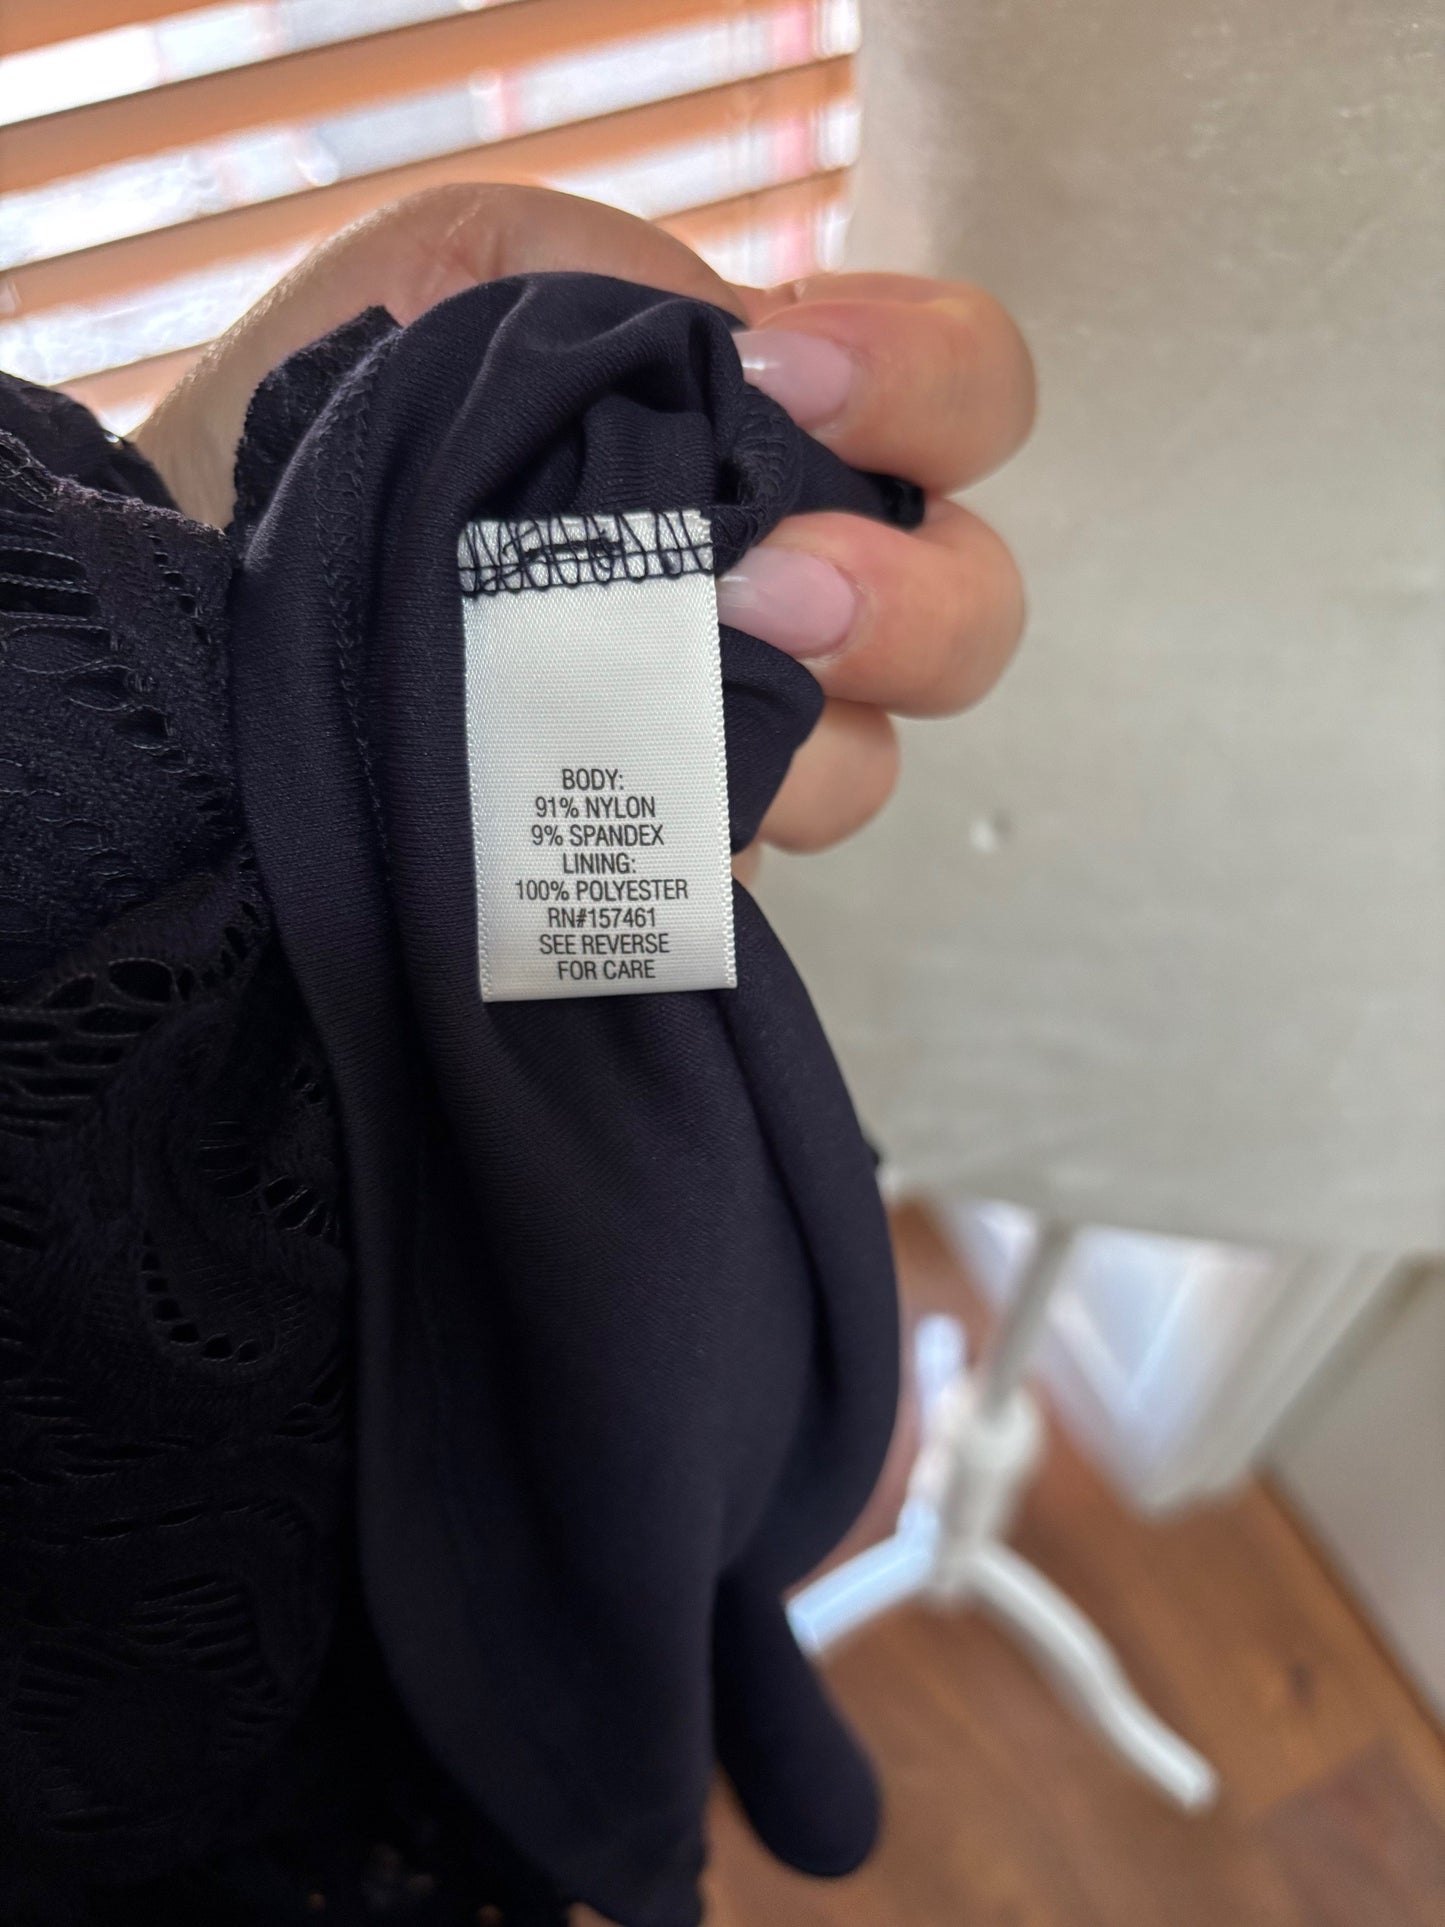 BODY:
91% NYLON
9% SPANDEX
LINING:
100% POLYESTER
RN#157461
SEE REVERSE
FOR CARE